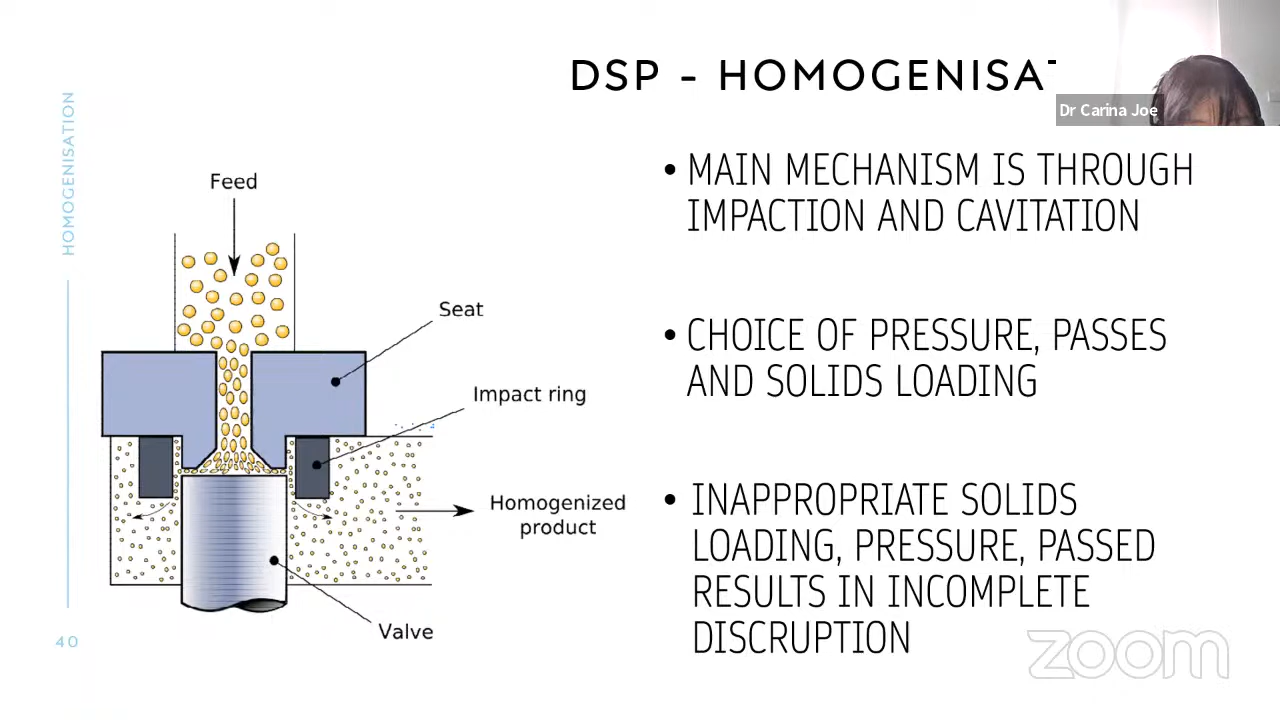 DSP - HOMOGENISAT
Dr Carina Joe
HOMOGENISATION
• MAIN MECHANISM IS THROUGH
IMPACTION AND CAVITATION
Feed
Seat
• CHOICE OF PRESSURE, PASSES
AND SOLIDS LOADING
Impact ring
• INAPPROPRIATE SOLIDS
LOADING, PRESSURE, PASSED
RESULTS IN INCOMPLETE
DISCRUPTION
Homogenized
product
Valve
40
zoom